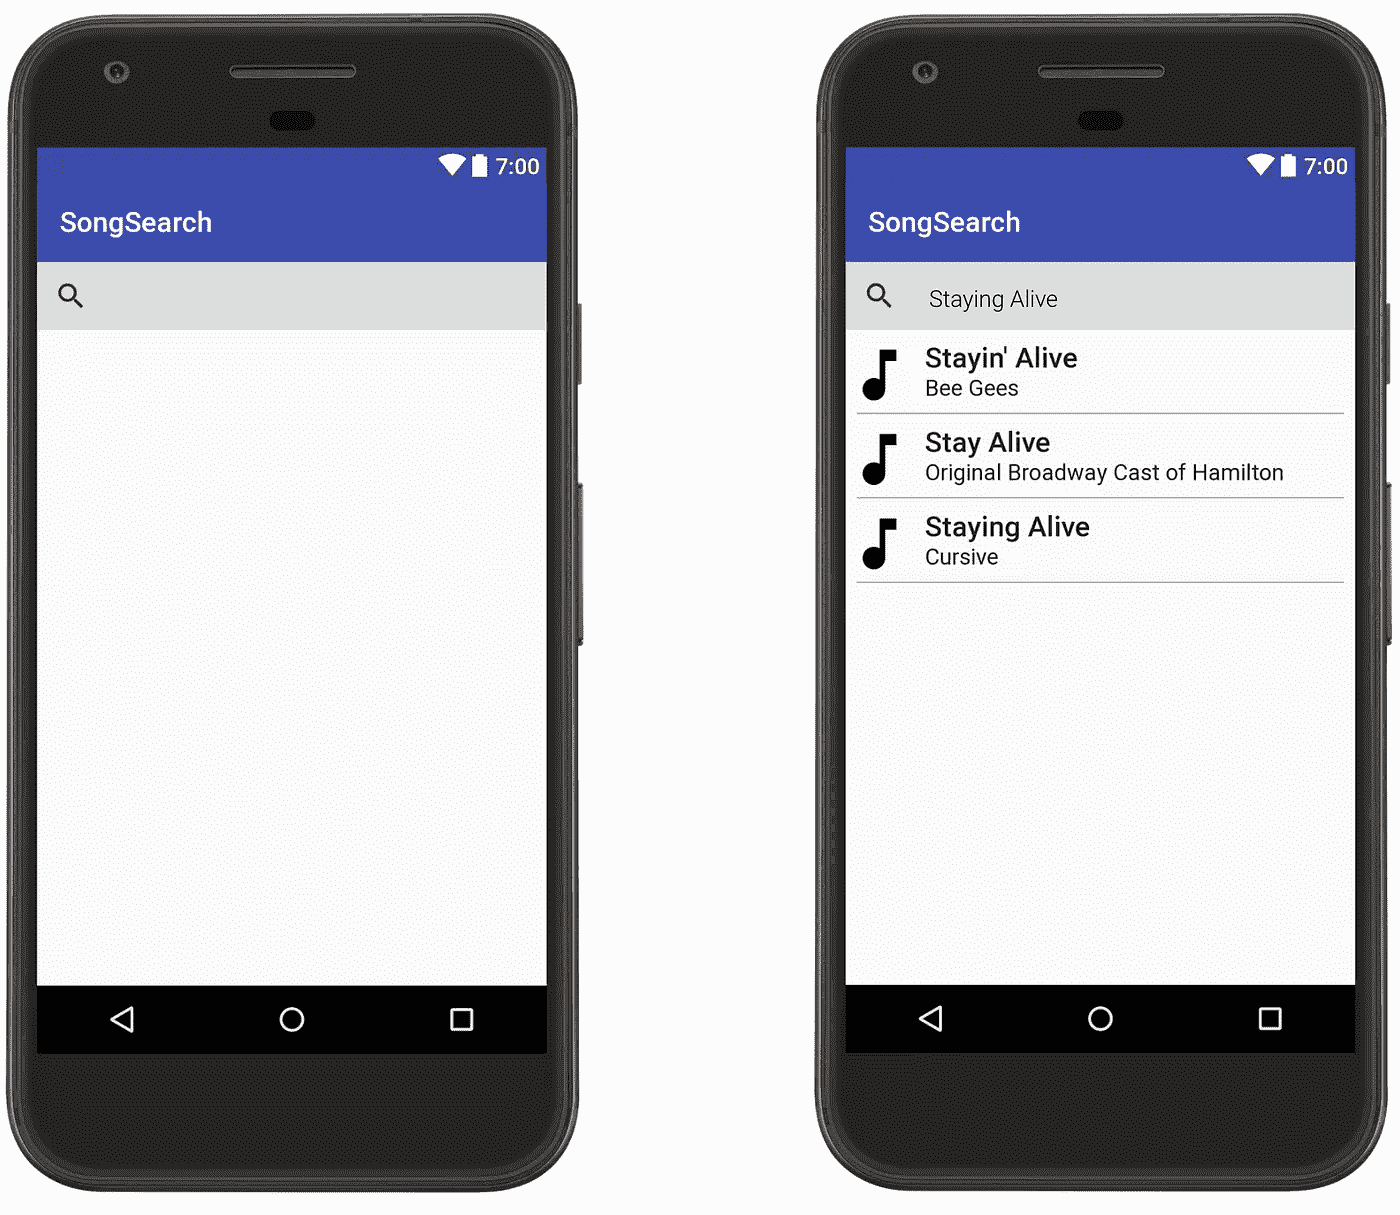 7:00
SongSearch
7:00
SongSearch
Staying Alive
Stayin' Alive
Bee Gees
Stay Alive
Original Broadway Cast of Hamilton
Staying Alive
Cursive